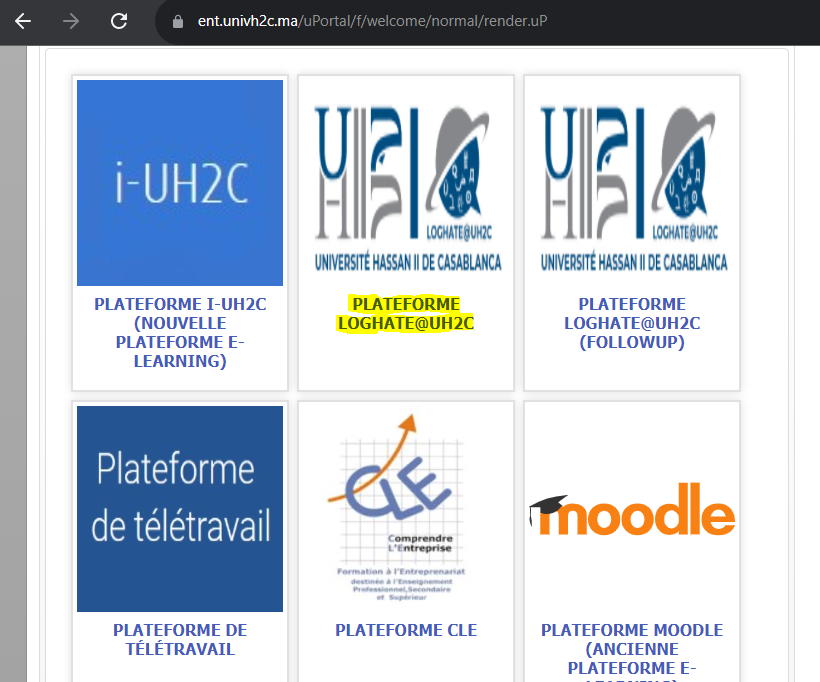 ent.univh2c.ma/uPortal/f/welcome/normal/render.uP
i-UH2C
UH2C
LOGHATE@UH2C
UNIVERSITÉ HASSAN II DE CASABLANCA
UH2C
LOGHATE@UH2C
UNIVERSITÉ HASSAN II DE CASABLANCA
PLATEFORME I-UH2C
(NOUVELLE
PLATEFORME E-
LEARNING)
PLATEFORME
LOGHATE@UH2C
PLATEFORME
LOGHATE@UH2C
(FOLLOWUP)
Plateforme
de télétravail
CLE
Comprendre
L'Entreprise
Formation à l'Entreprenariat
destinée à l'Enseignement
Professionnel,Secondaire
et Supérieur
moodle
PLATEFORME DE
TÉLÉTRAVAIL
PLATEFORME CLE
PLATEFORME MOODLE
(ANCIENNE
PLATEFORME E-
LEARNING)